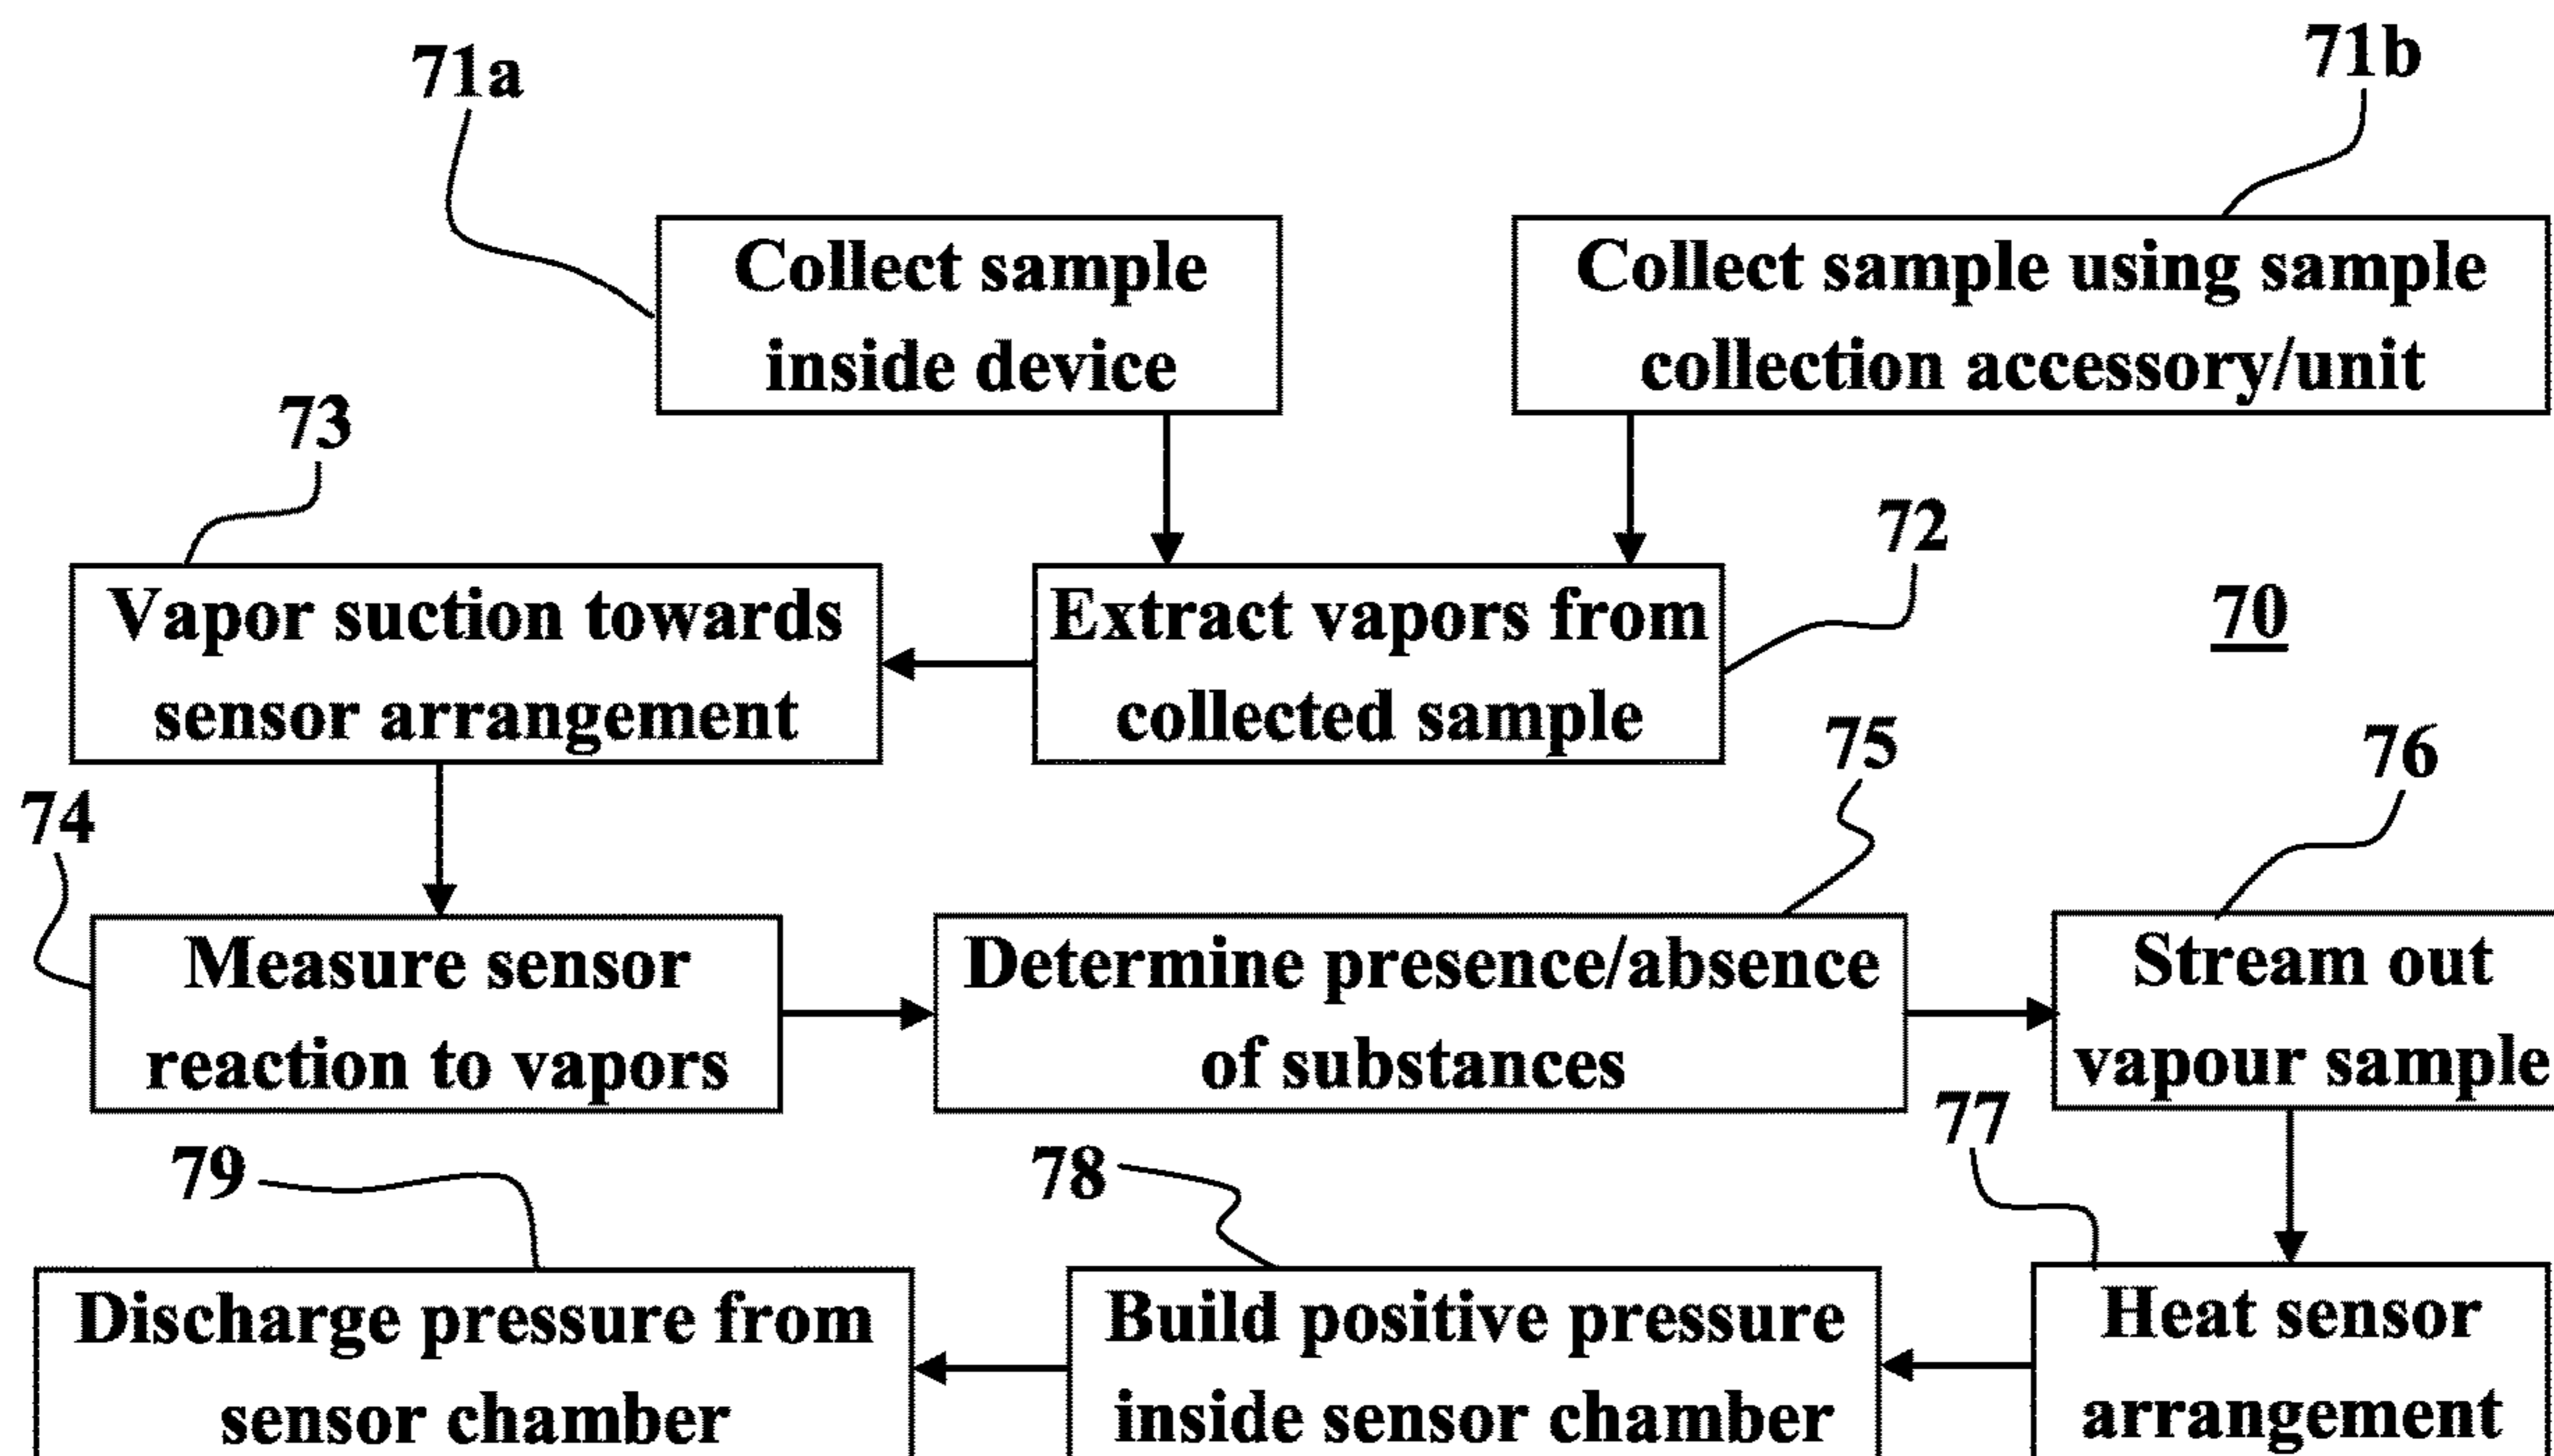 71a
71b
Collect sample
inside device
Collect sample using sample
collection accessory/unit
73
72
Vapor suction towards
sensor arrangement
Extract vapors from
collected sample
70
75
76
74
Measure sensor
reaction to vapors
Determine presence/absence
of substances
Stream out
vapour sample
77
79
78
Discharge pressure from
sensor chamber
Build positive pressure
inside sensor chamber
Heat sensor
arrangement